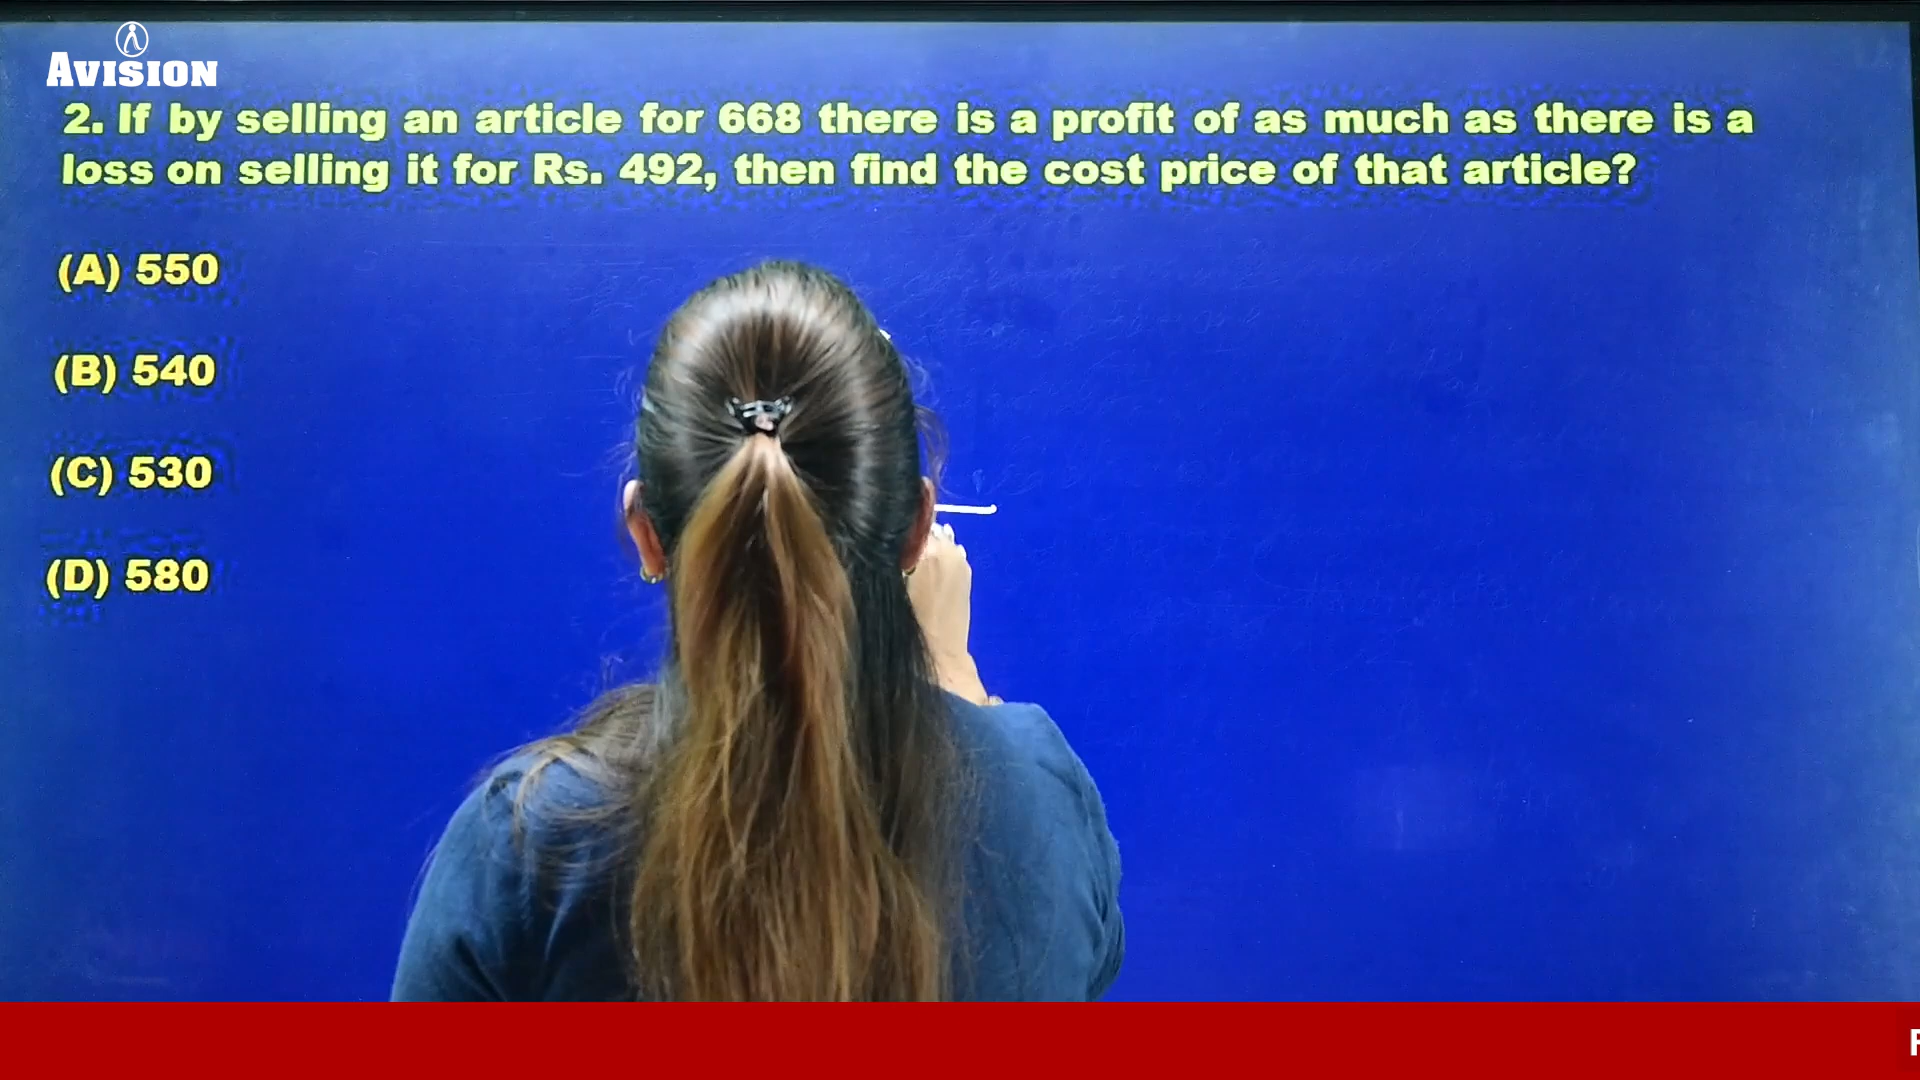 AVISION
2. If by selling an article for 668 there is a profit of as much as there is a
loss on selling it for Rs. 492, then find the cost price of that article?
(A) 550
(B) 540
(C) 530
(D) 580